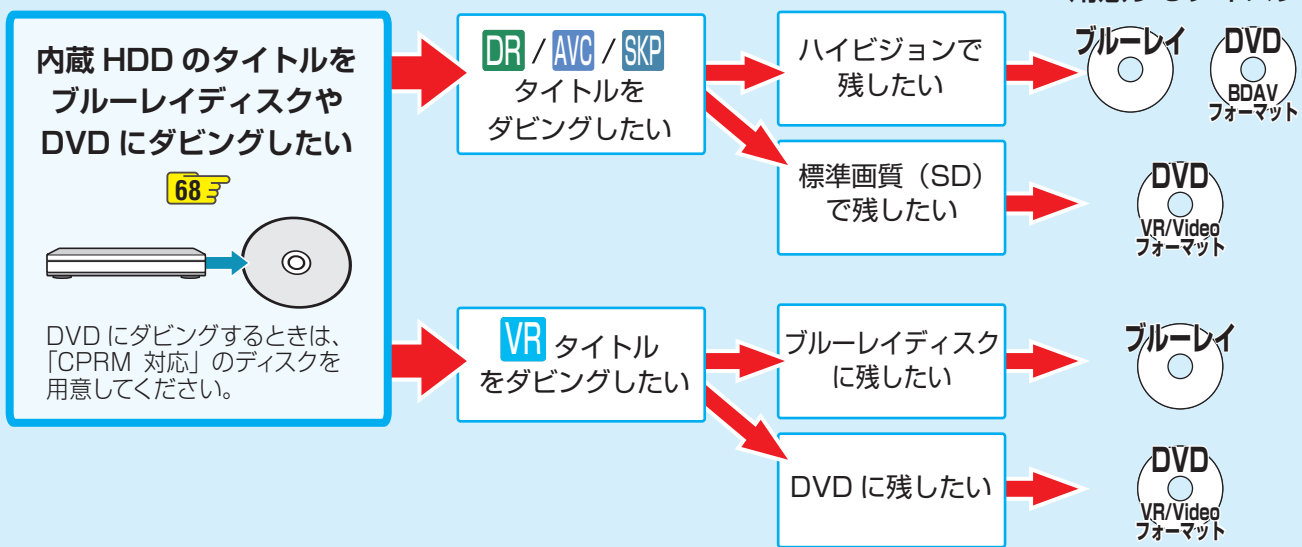 内蔵 HDD のタイトルを
ブルーレイディスクや
DVD にダビングしたい
68
DVD にダビングするときは、
「CPRM 対応」のディスクを
用意してください。
DR / AVC / SKP
タイトルを
ダビングしたい
ハイビジョンで
残したい
ブルーレイ
DVD
BDAV
フォーマット
標準画質（SD）
で残したい
DVD
VR/Video
フォーマット
VR タイトル
をダビングしたい
ブルーレイディスク
に残したい
ブルーレイ
DVD に残したい
DVD
VR/Video
フォーマット